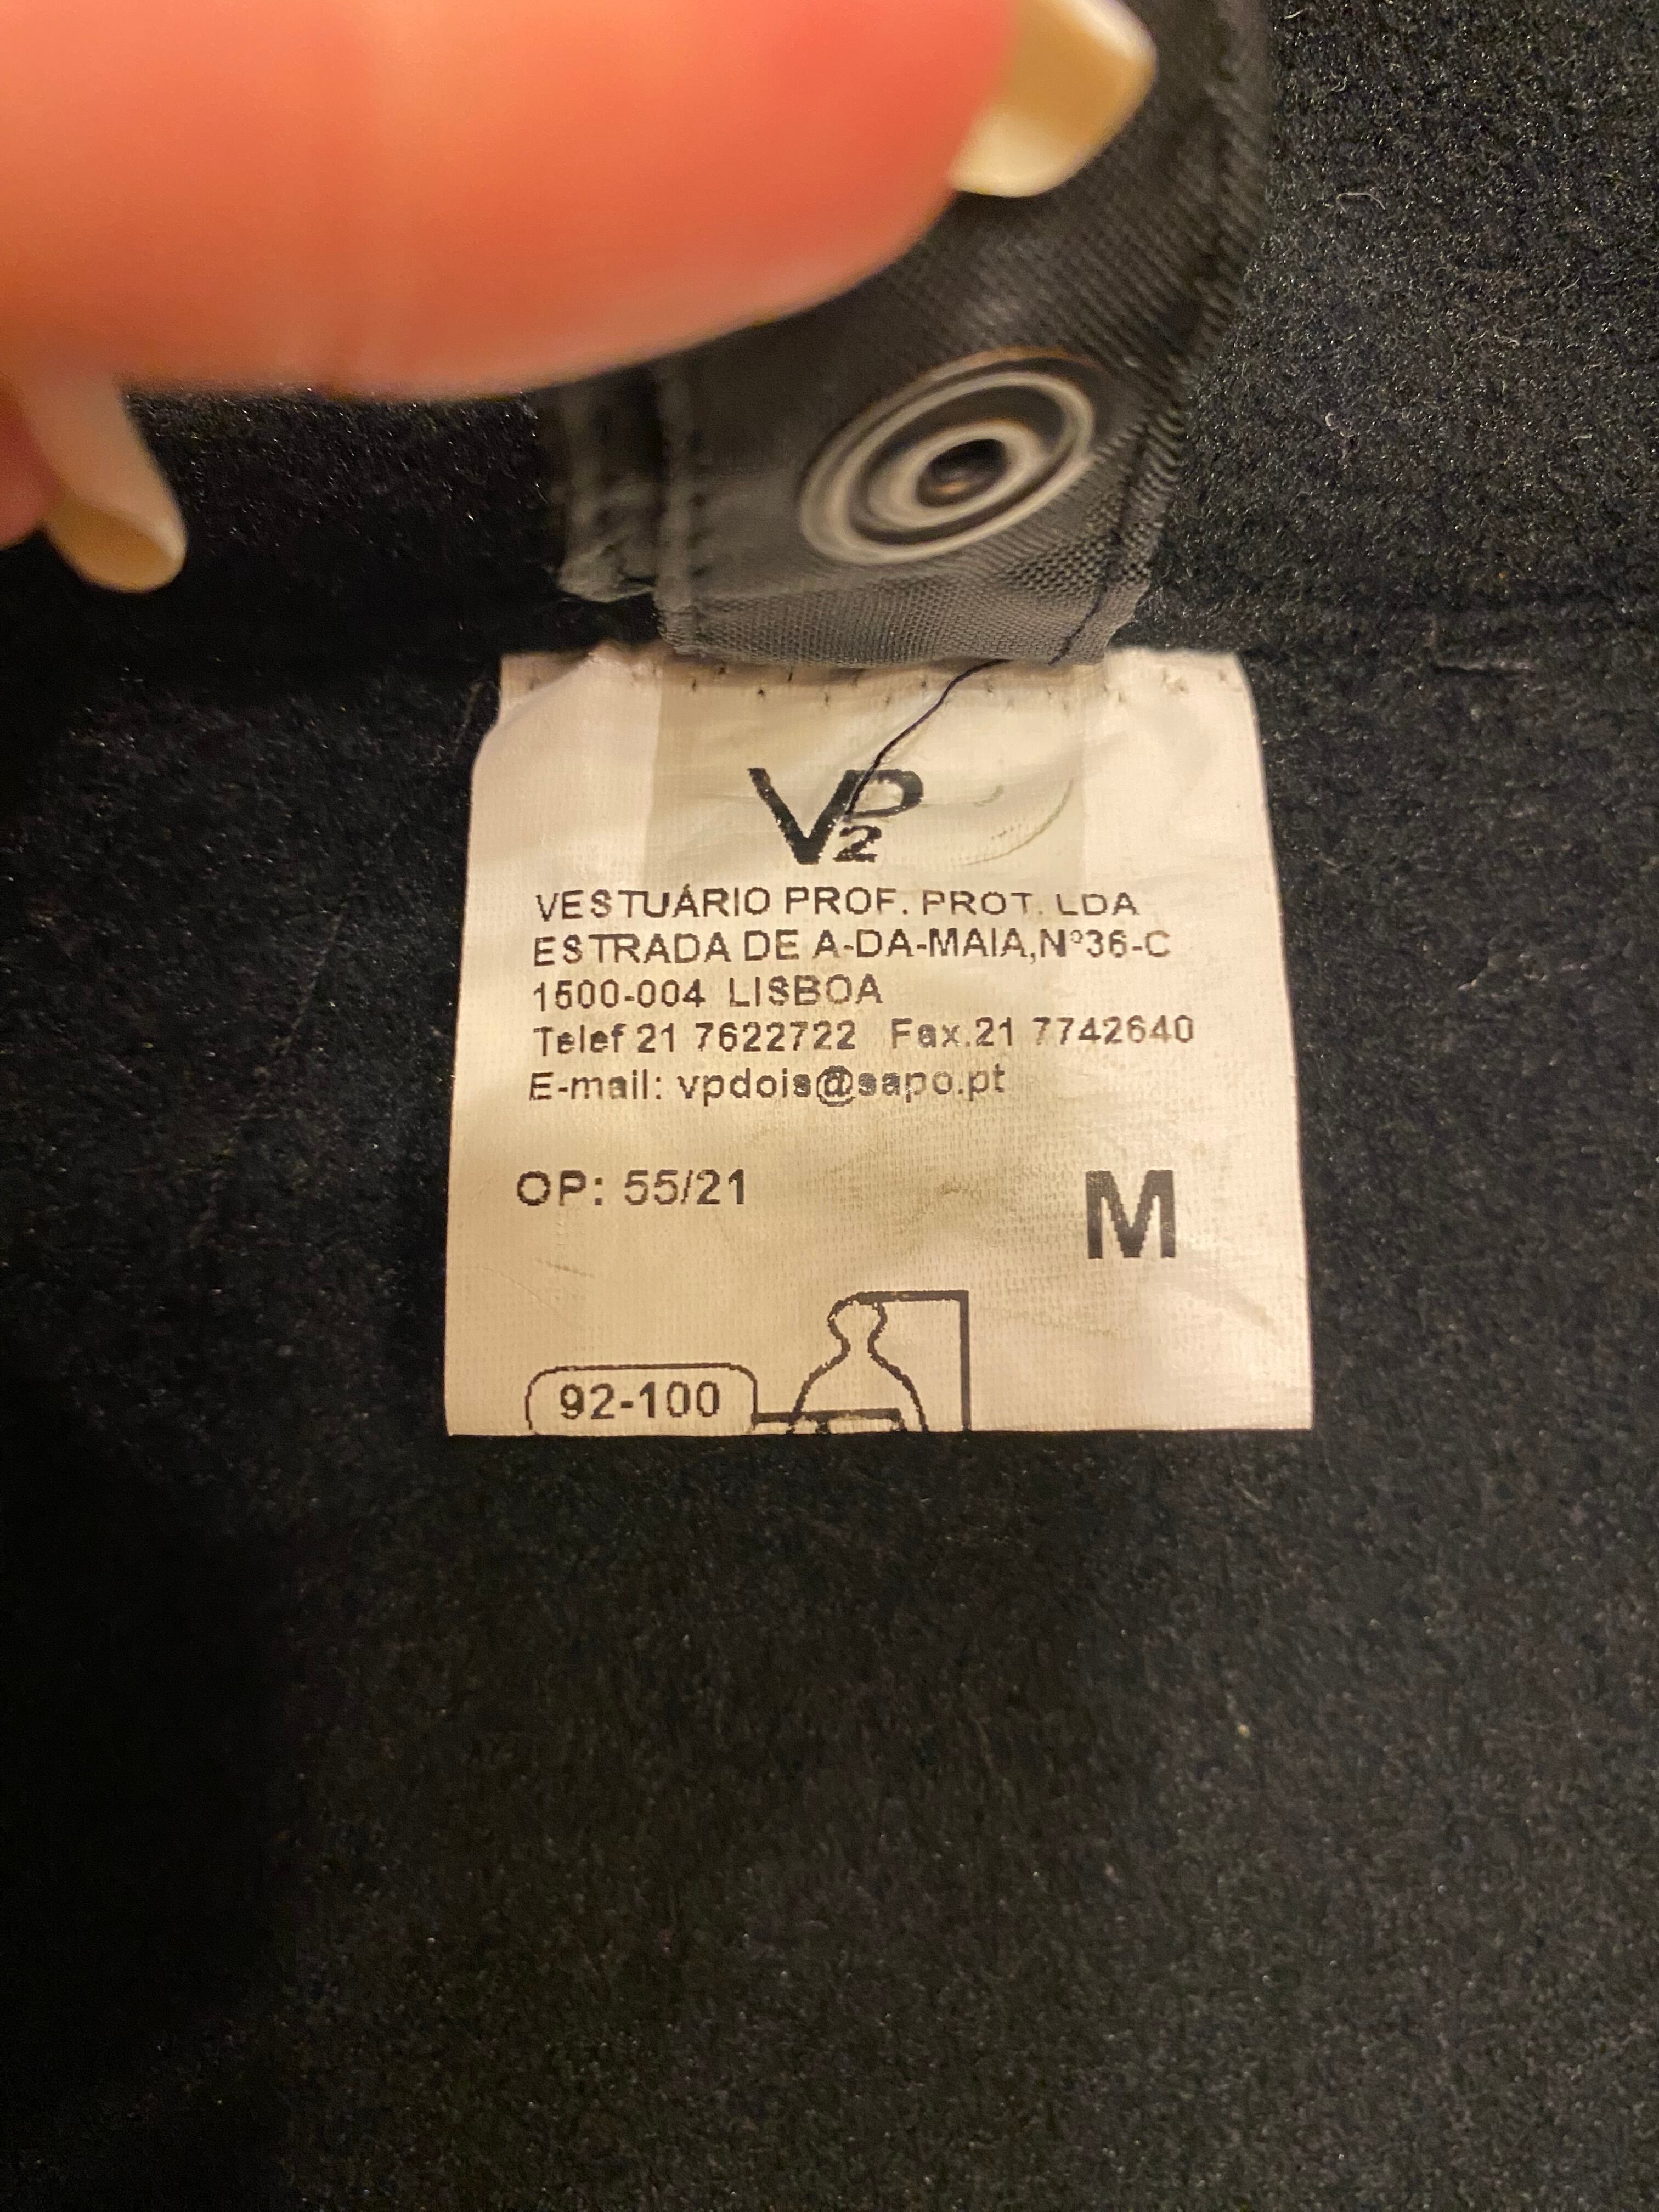 VP2
VESTUÁRIO PROF. PROT. LDA
ESTRADA DE A-DA-MAIA,Nº36-C
1500-004 LISBOA
Telef 21 7622722 Fax.21 7742640
E-mail: vpdois@sapo.pt
OP: 55/21 M
92-100